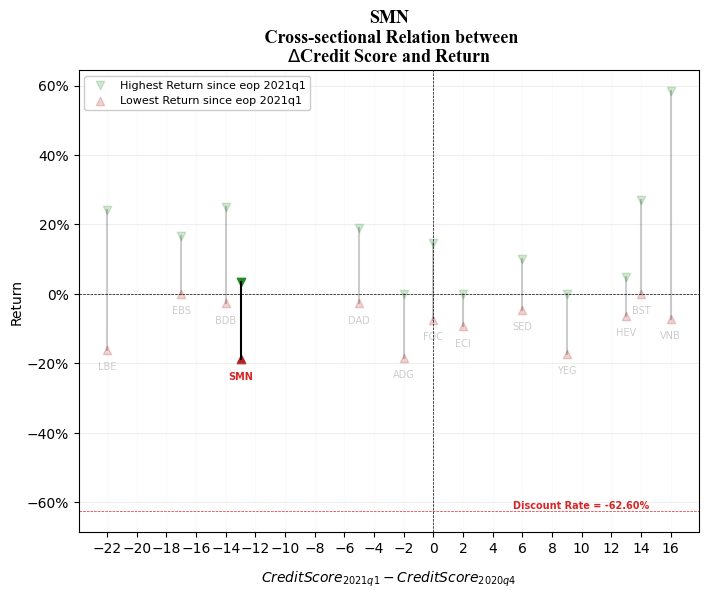 SMN
Cross-sectional Relation between
ΔCredit Score and Return
Highest Return since eop 2021q1
Lowest Return since eop 2021q1
60%
40%
20%
0%
−20%
−40%
−60%
Return
LBE
EBS
BDB
SMN
DAD
ADG
FOC
ECI
SED
YEG
HEV
BST
VNB
Discount Rate = -62.60%
−22 −20 −18 −16 −14 −12 −10 −8 −6 −4 −2 0 2 4 6 8 10 12 14 16
CreditScore2021q1 − CreditScore2020q4